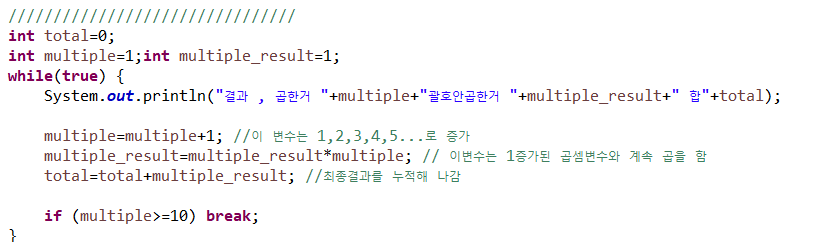 ////////////////////////////////
int total=0;
int multiple=1;int multiple_result=1;
while(true) {
System.out.println("결과 , 곱한거 "+multiple+"괄호안곱한거 "+multiple_result+" 합"+total);
multiple=multiple+1; //이 변수는 1,2,3,4,5...로 증가
multiple_result=multiple_result*multiple; // 이변수는 1증가된 곱셈변수와 계속 곱을 함
total=total+multiple_result; //최종결과를 누적해 나감
if (multiple>=10) break;
}